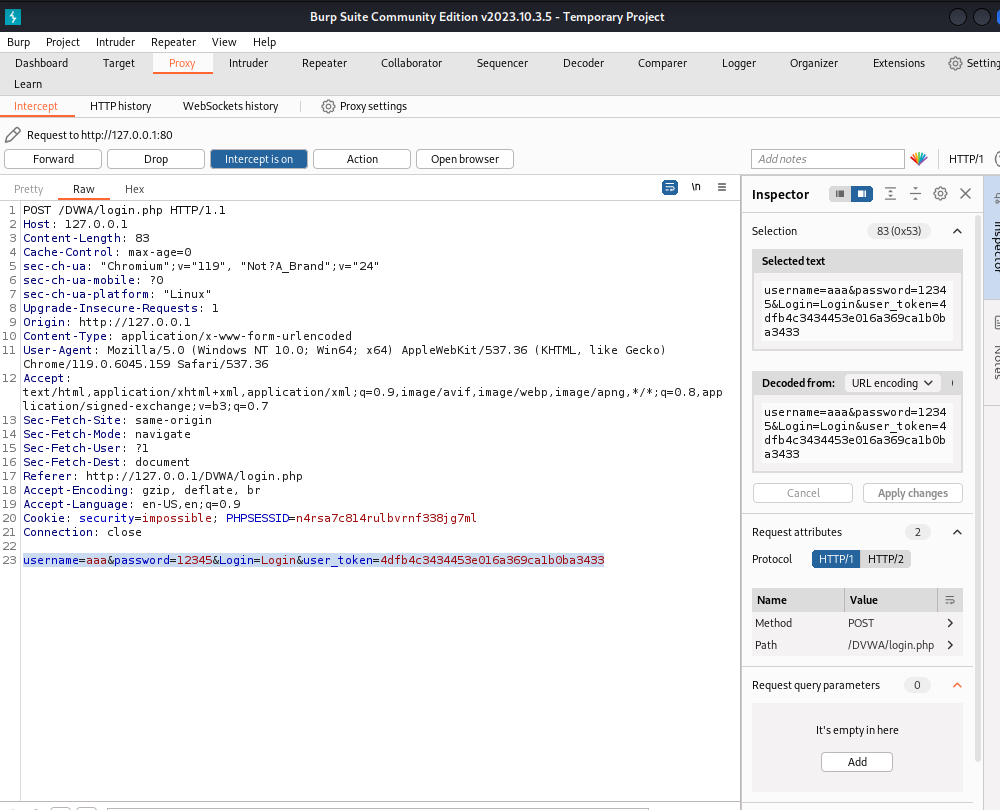 Burp Suite Community Edition v2023.10.3.5 - Temporary Project
Burp Project Intruder Repeater View Help
Dashboard Target Proxy Intruder Repeater Collaborator Sequencer Decoder Comparer Logger Organizer Extensions
Learn
Intercept HTTP history WebSockets history Proxy settings
Request to http://127.0.0.1:80
Forward Drop Intercept is on Action Open browser Add notes HTTP/1
Pretty Raw Hex \n
1 POST /DVWA/login.php HTTP/1.1
2 Host: 127.0.0.1
3 Content-Length: 83
4 Cache-Control: max-age=0
5 sec-ch-ua: "Chromium";v="119", "Not?A_Brand";v="24"
6 sec-ch-ua-mobile: ?0
7 sec-ch-ua-platform: "Linux"
8 Upgrade-Insecure-Requests: 1
9 Origin: http://127.0.0.1
10 Content-Type: application/x-www-form-urlencoded
11 User-Agent: Mozilla/5.0 (Windows NT 10.0; Win64; x64) AppleWebKit/537.36 (KHTML, like Gecko)
Chrome/119.0.6045.159 Safari/537.36
12 Accept:
text/html,application/xhtml+xml,application/xml;q=0.9,image/avif,image/webp,image/apng,*/*;q=0.8,app
lication/signed-exchange;v=b3;q=0.7
13 Sec-Fetch-Site: same-origin
14 Sec-Fetch-Mode: navigate
15 Sec-Fetch-User: ?1
16 Sec-Fetch-Dest: document
17 Referer: http://127.0.0.1/DVWA/login.php
18 Accept-Encoding: gzip, deflate, br
19 Accept-Language: en-US,en;q=0.9
20 Cookie: security=impossible; PHPSESSID=n4rsa7c814rulbvrnf338jg7ml
21 Connection: close
22
23 username=aaa&password=12345&Login=Login&user_token=4dfb4c3434453e016a369ca1b0ba3433
Inspector
Selection 83 (0x53)
Selected text
username=aaa&password=1234
5&Login=Login&user_token=4
dfb4c3434453e016a369ca1b0b
a3433
Decoded from: URL encoding
username=aaa&password=1234
5&Login=Login&user_token=4
dfb4c3434453e016a369ca1b0b
a3433
Cancel Apply changes
Request attributes 2
Protocol HTTP/1 HTTP/2
Name Value
Method POST
Path /DVWA/login.php
Request query parameters 0
It's empty in here
Add
Inspector
Notes